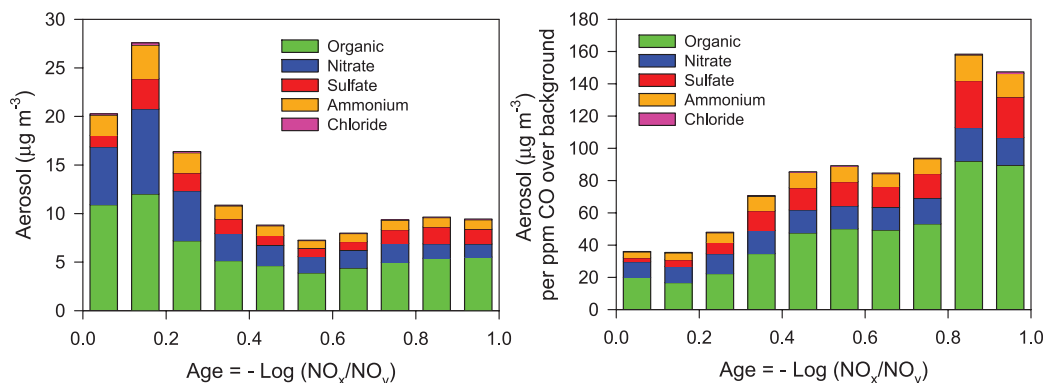 30
25
20
15
10
5
0
Aerosol (µg m⁻³)
Organic
Nitrate
Sulfate
Ammonium
Chloride
0.0 0.2 0.4 0.6 0.8 1.0
Age = - Log (NOₓ/NOᵧ)
180
160
140
120
100
80
60
40
20
0
Aerosol (µg m⁻³)
per ppm CO over background
Organic
Nitrate
Sulfate
Ammonium
Chloride
0.0 0.2 0.4 0.6 0.8 1.0
Age = - Log (NOₓ/NOᵧ)